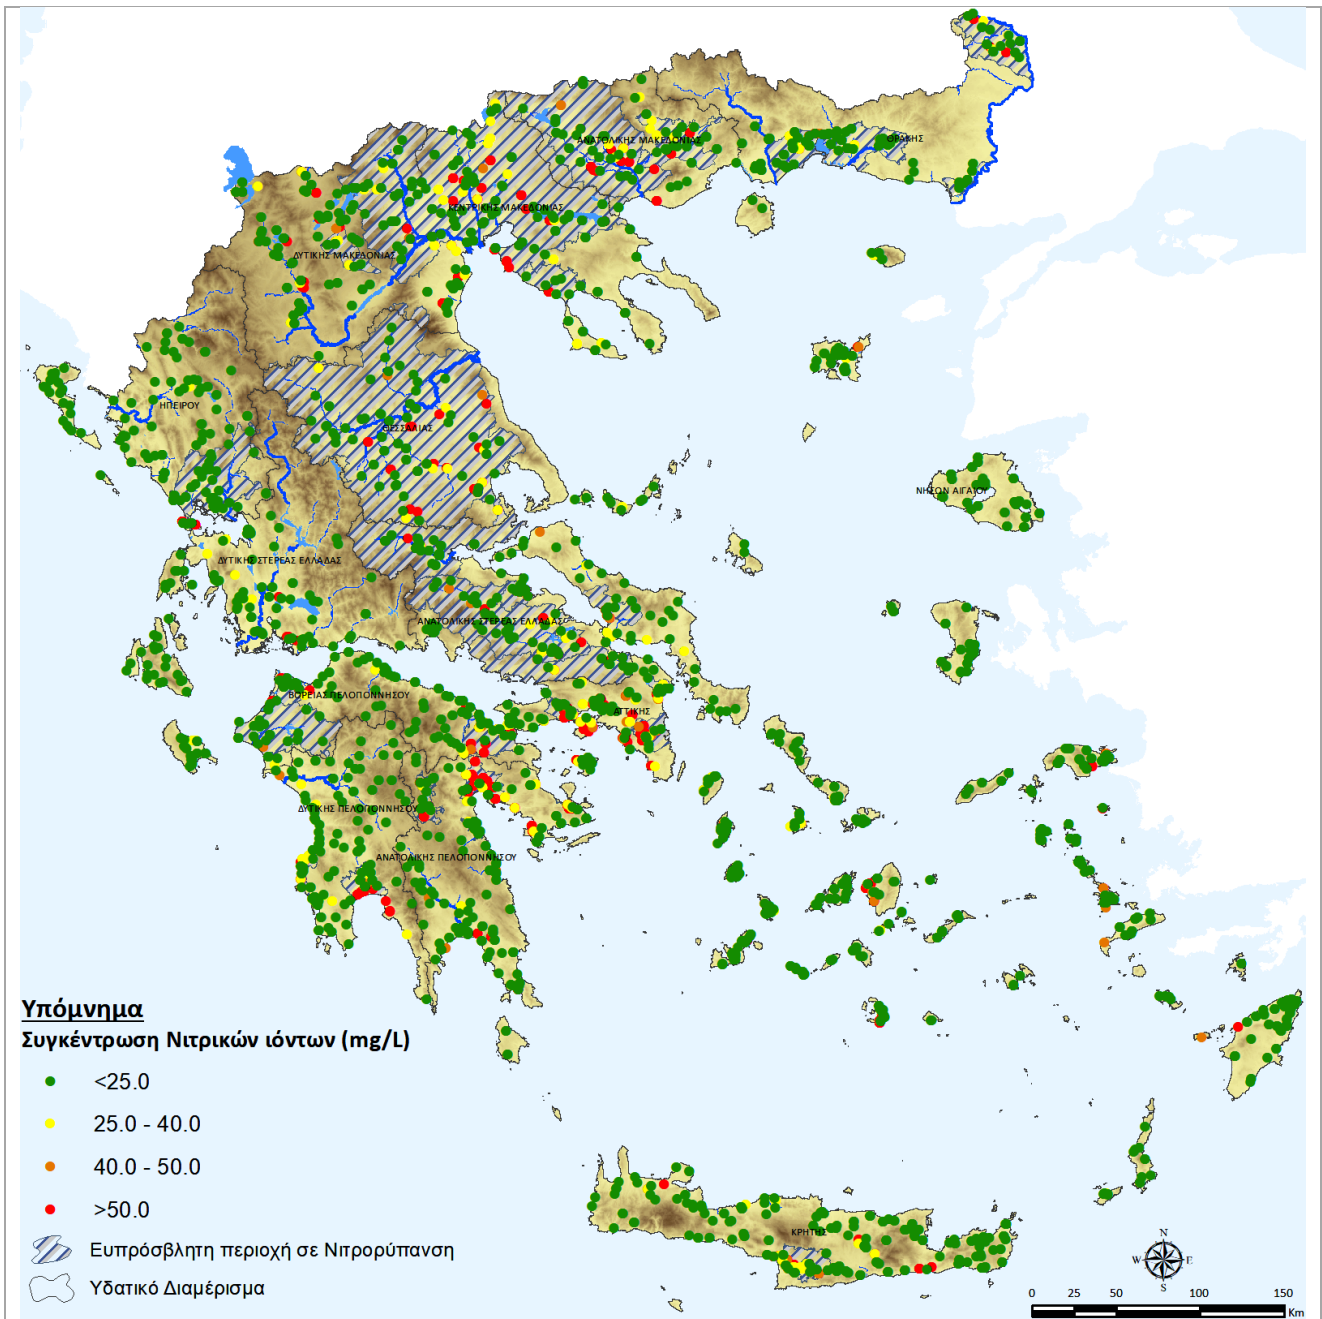 ΘΡΑΚΗΣ
ΑΝΑΤΟΛΙΚΗΣ ΜΑΚΕΔΟΝΙΑΣ
ΚΕΝΤΡΙΚΗΣ ΜΑΚΕΔΟΝΙΑΣ
ΔΥΤΙΚΗΣ ΜΑΚΕΔΟΝΙΑΣ
ΗΠΕΙΡΟΥ
ΘΕΣΣΑΛΙΑΣ
ΝΗΣΩΝ ΑΙΓΑΙΟΥ
ΔΥΤΙΚΗΣ ΣΤΕΡΕΑΣ ΕΛΛΑΔΑΣ
ΑΝΑΤΟΛΙΚΗΣ ΣΤΕΡΕΑΣ ΕΛΛΑΔΑΣ
ΒΟΡΕΙΑΣ ΠΕΛΟΠΟΝΝΗΣΟΥ
ΑΤΤΙΚΗΣ
ΔΥΤΙΚΗΣ ΠΕΛΟΠΟΝΝΗΣΟΥ
ΑΝΑΤΟΛΙΚΗΣ ΠΕΛΟΠΟΝΝΗΣΟΥ
Υπόμνημα
Συγκέντρωση Νιτρικών ιόντων (mg/L)
<25.0
25.0 - 40.0
40.0 - 50.0
>50.0
Ευπρόσβλητη περιοχή σε Νιτρορύπανση
Υδατικό Διαμέρισμα
ΚΡΗΤΗΣ
N
W E
S
0 25 50 100 150
Km